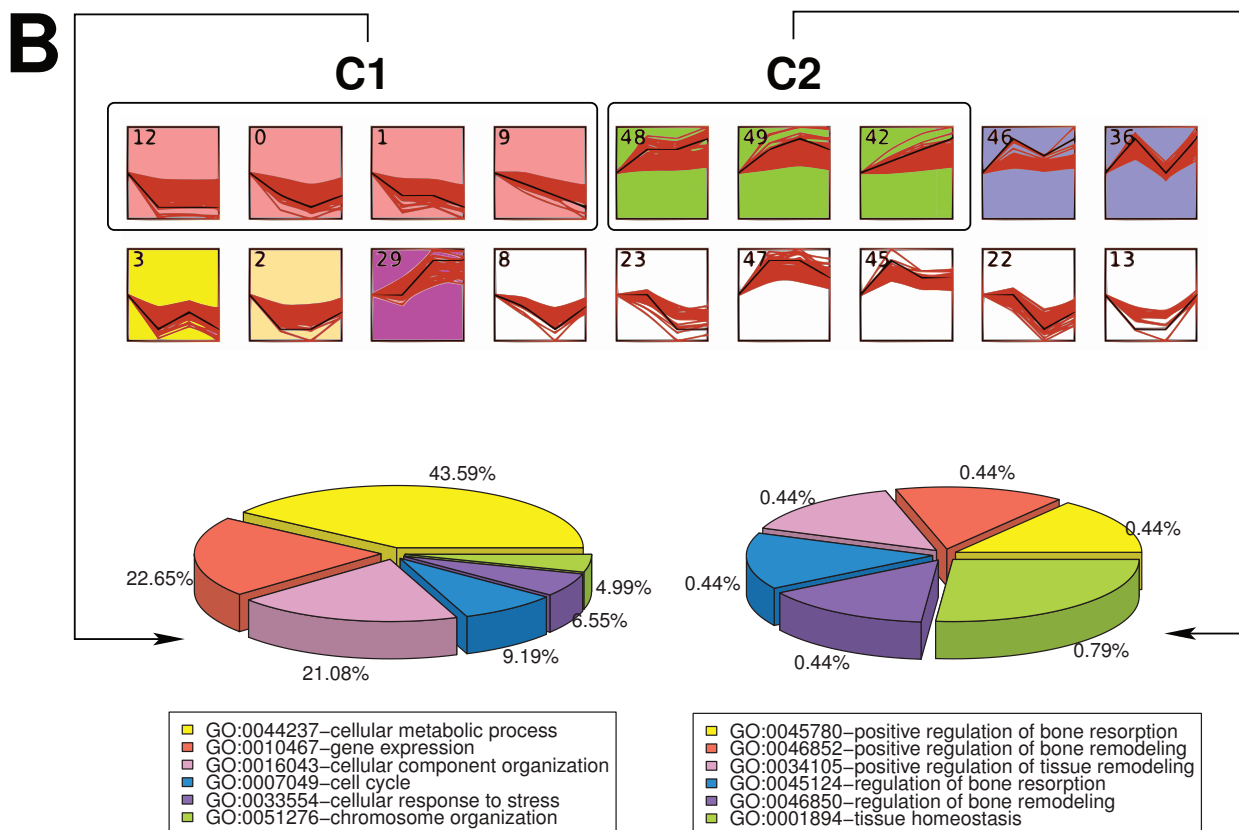 B
C1 C2
12 0 1 9 48 49 42 46 36
3 2 29 8 23 47 45 22 13
43.59%
22.65%
21.08%
9.19%
6.55%
4.99%
0.44%
0.44%
0.44%
0.44%
0.44%
0.79%
GO:0044237−cellular metabolic process
GO:0010467−gene expression
GO:0016043−cellular component organization
GO:0007049−cell cycle
GO:0033554−cellular response to stress
GO:0051276−chromosome organization
GO:0045780−positive regulation of bone resorption
GO:0046852−positive regulation of bone remodeling
GO:0034105−positive regulation of tissue remodeling
GO:0045124−regulation of bone resorption
GO:0046850−regulation of bone remodeling
GO:0001894−tissue homeostasis